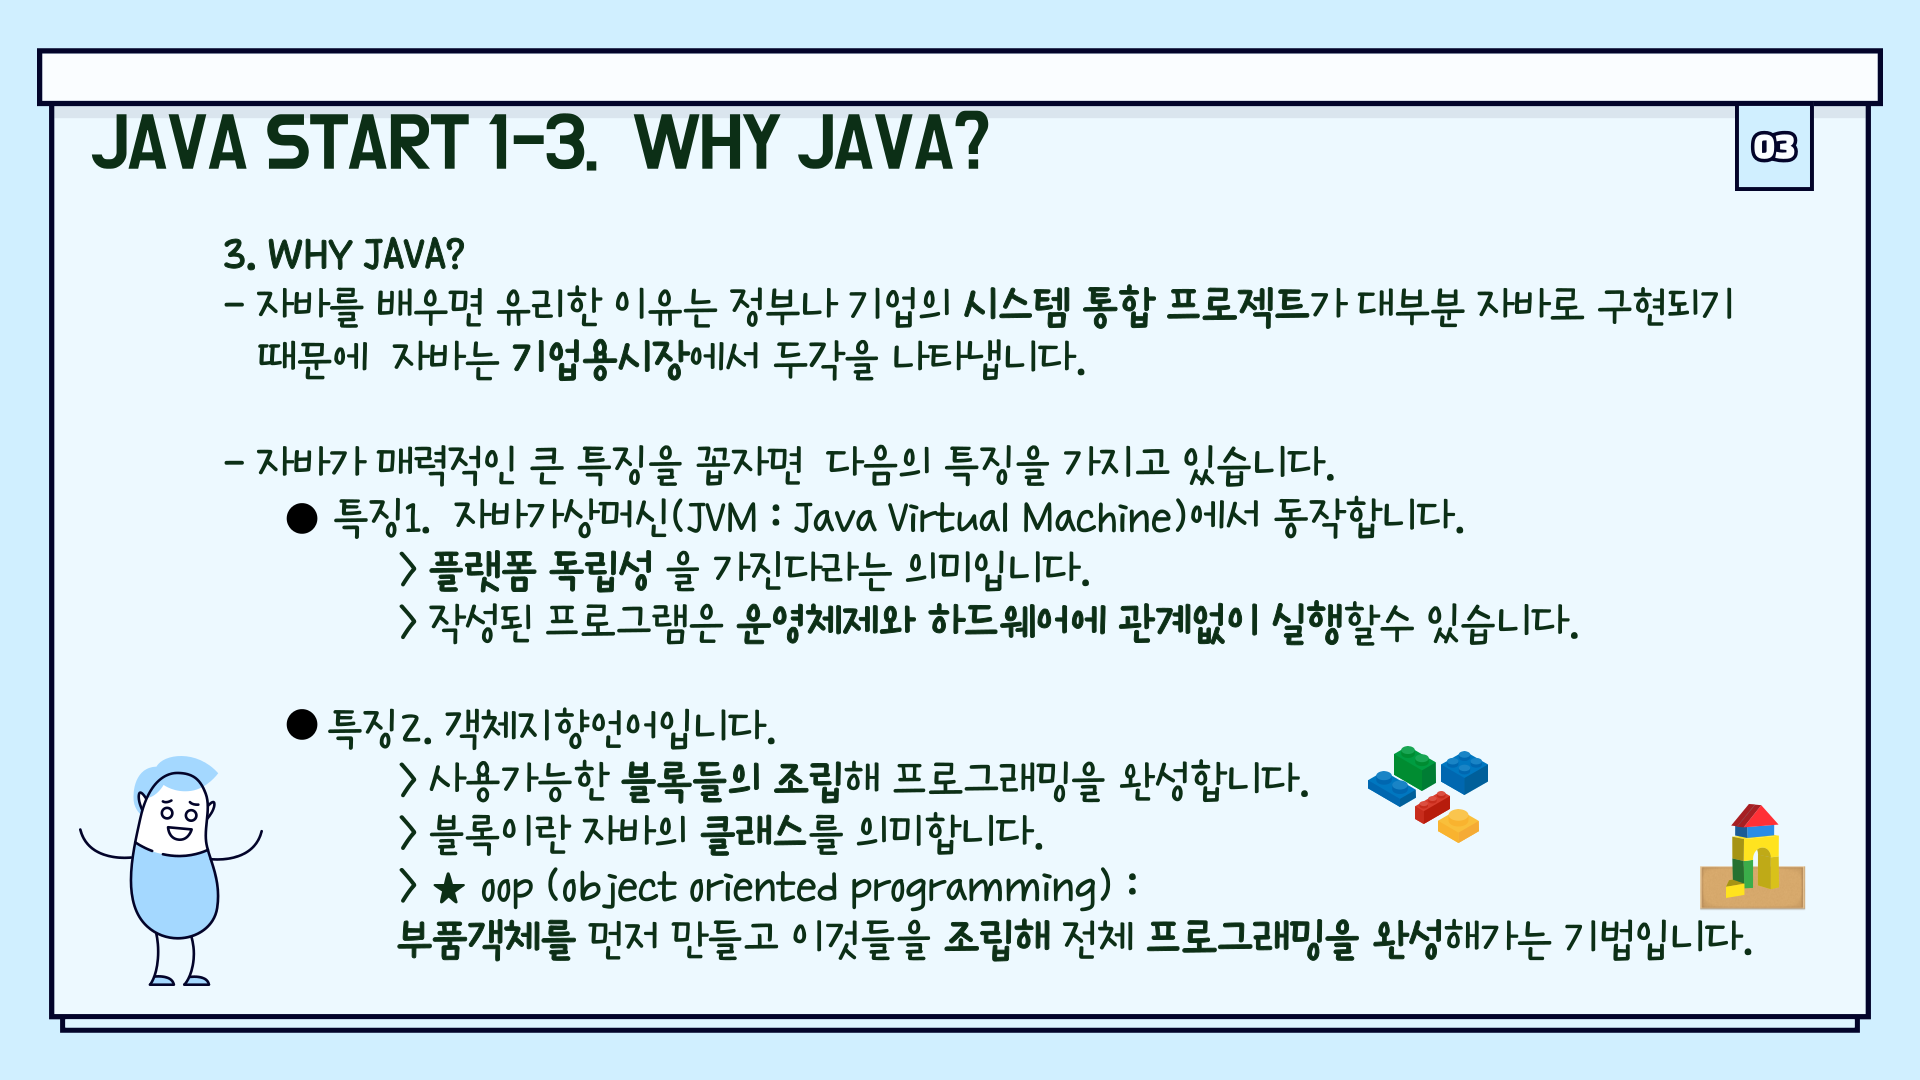 JAVA START 1-3. WHY JAVA?
03
3. WHY JAVA?
- 자바를 배우면 유리한 이유는 정부나 기업의 시스템 통합 프로젝트가 대부분 자바로 구현되기
때문에 자바는 기업용시장에서 두각을 나타냅니다.
- 자바가 매력적인 큰 특징을 꼽자면 다음의 특징을 가지고 있습니다.
● 특징1. 자바가상머신(JVM : Java Virtual Machine)에서 동작합니다.
> 플랫폼 독립성 을 가진다라는 의미입니다.
> 작성된 프로그램은 운영체제와 하드웨어에 관계없이 실행할수 있습니다.
● 특징2. 객체지향언어입니다.
> 사용가능한 블록들의 조립해 프로그래밍을 완성합니다.
> 블록이란 자바의 클래스를 의미합니다.
> ★ oop (object oriented programming) :
부품객체를 먼저 만들고 이것들을 조립해 전체 프로그래밍을 완성해가는 기법입니다.